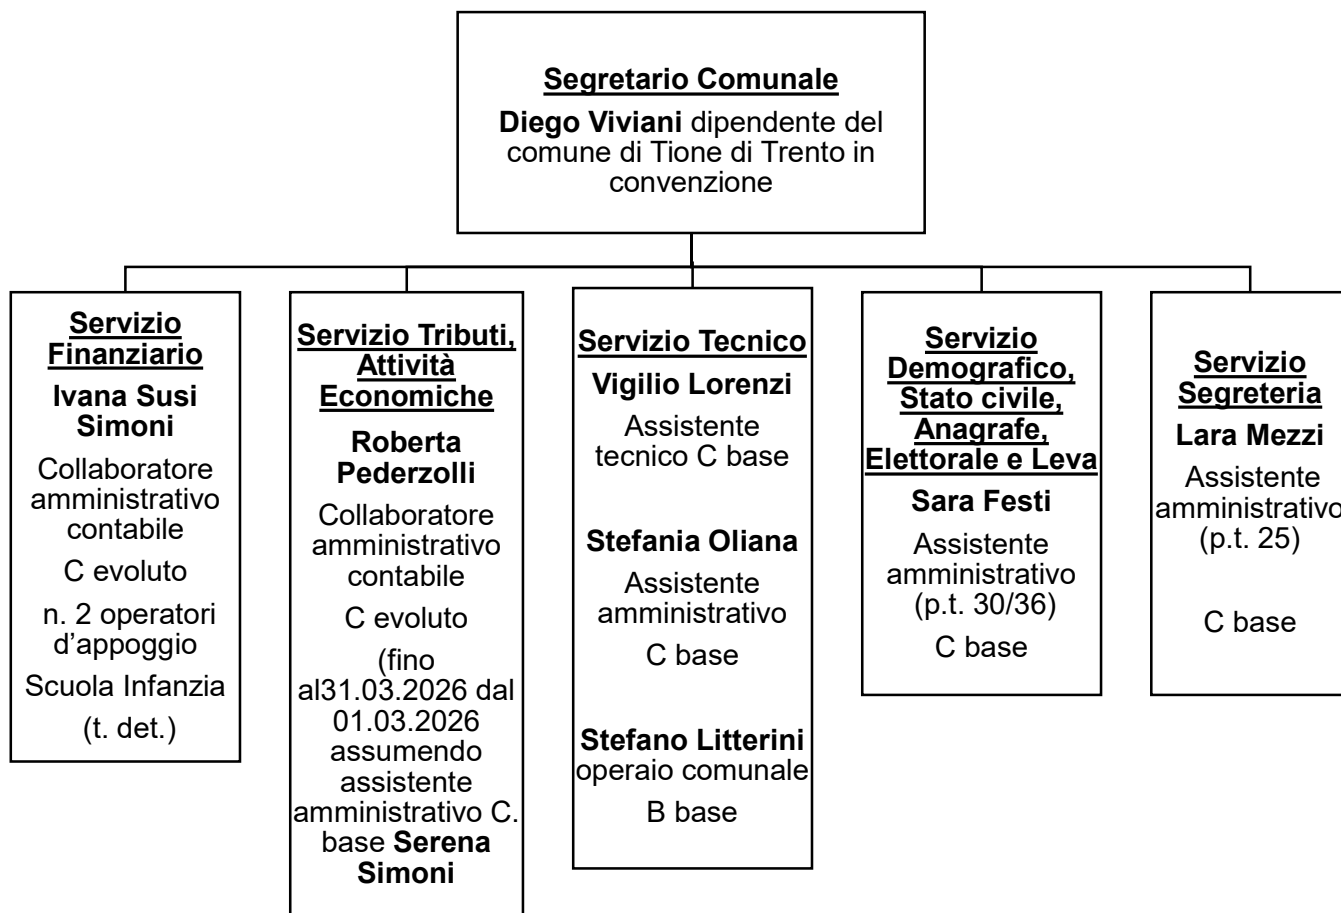 Segretario Comunale
Diego Viviani dipendente del
comune di Tione di Trento in
convenzione
Servizio
Finanziario
Ivana Susi
Simoni
Collaboratore
amministrativo
contabile
C evoluto
n. 2 operatori
d’appoggio
Scuola Infanzia
(t. det.)
Servizio Tributi,
Attività
Economiche
Roberta
Pederzolli
Collaboratore
amministrativo
contabile
C evoluto
(fino
al31.03.2026 dal
01.03.2026
assumendo
assistente
amministrativo C.
base Serena
Simoni
Servizio Tecnico
Vigilio Lorenzi
Assistente
tecnico C base
Stefania Oliana
Assistente
amministrativo
C base
Stefano Litterini
operaio comunale
B base
Servizio
Demografico,
Stato civile,
Anagrafe,
Elettorale e Leva
Sara Festi
Assistente
amministrativo
(p.t. 30/36)
C base
Servizio
Segreteria
Lara Mezzi
Assistente
amministrativo
(p.t. 25)
C base